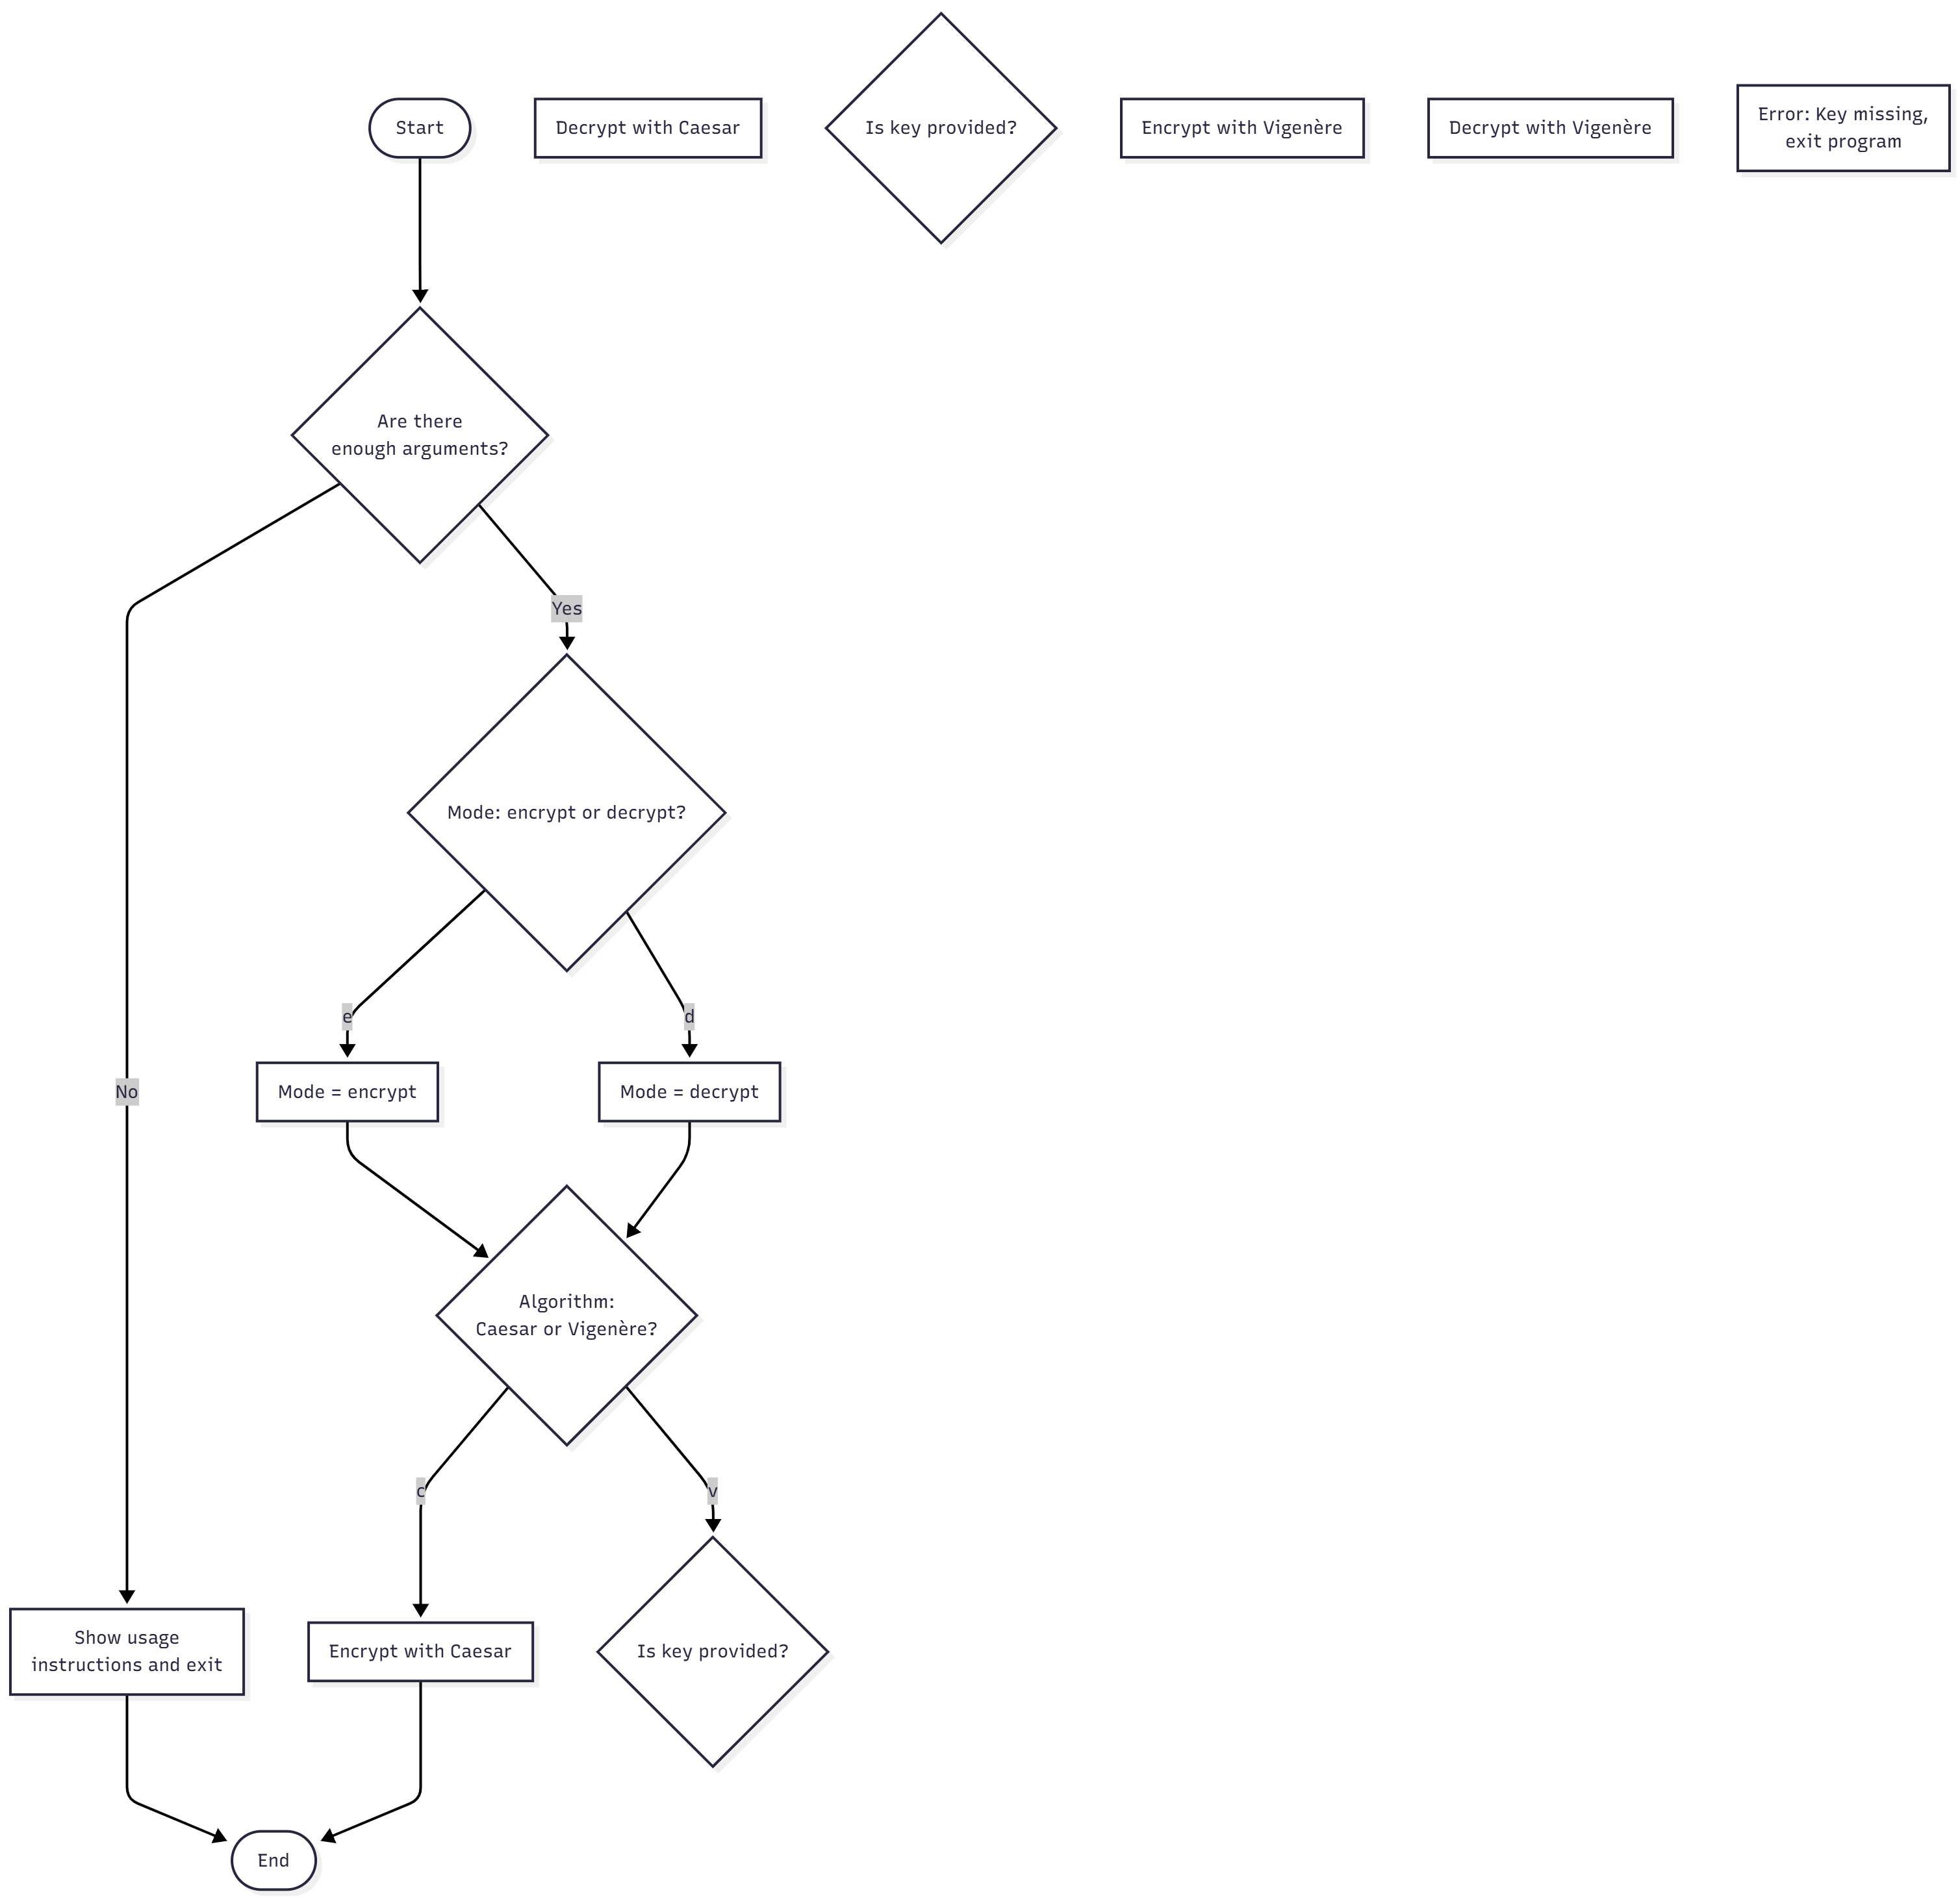 Start
Decrypt with Caesar
Is key provided?
Encrypt with Vigenère
Decrypt with Vigenère
Error: Key missing,
exit program
Are there
enough arguments?
Yes
Mode: encrypt or decrypt?
e
d
No
Mode = encrypt
Mode = decrypt
Algorithm:
Caesar or Vigenère?
c
v
Show usage
instructions and exit
Encrypt with Caesar
Is key provided?
End